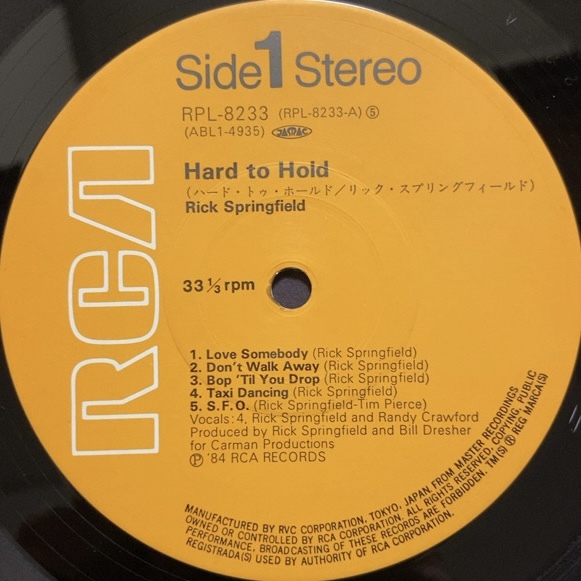 Side 1 Stereo
RPL-8233 (RPL-8233-A) ⑤
(ABL1-4935) JASRAC
Hard to Hold
(ハード・トゥ・ホールド／リック・スプリングフィールド)
Rick Springfield
RCA
33 1/3 rpm
1. Love Somebody (Rick Springfield)
2. Don't Walk Away (Rick Springfield)
3. Bop 'Til You Drop (Rick Springfield)
4. Taxi Dancing (Rick Springfield)
5. S.F.O. (Rick Springfield-Tim Pierce)
Vocals: 4, Rick Springfield and Randy Crawford
Produced by Rick Springfield and Bill Dresher
for Carman Productions
℗ '84 RCA RECORDS
MANUFACTURED BY RVC CORPORATION, TOKYO, JAPAN, FROM MASTER RECORDINGS
OWNED OR CONTROLLED BY RCA CORPORATION. ALL RIGHTS RESERVED. COPYING, PUBLIC
PERFORMANCE, BROADCASTING OF THESE RECORDS ARE FORBIDDEN. TM(S) ® REG MARCA(S)
REGISTRADA(S) USED BY AUTHORITY OF RCA CORPORATION.